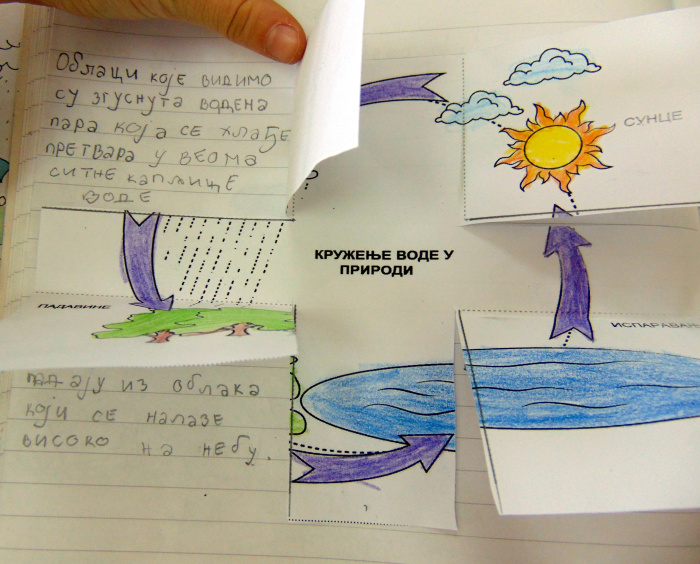 Облаци које видимо
су згуснута водена
пара која се хлађе
претвара у веома
ситне капљице
воде
СУНЦЕ
КРУЖЕЊЕ ВОДЕ У
ПРИРОДИ
ПАДАВИНЕ
ИСПАРАВА
падају из облака
који се налазе
високо на небу.